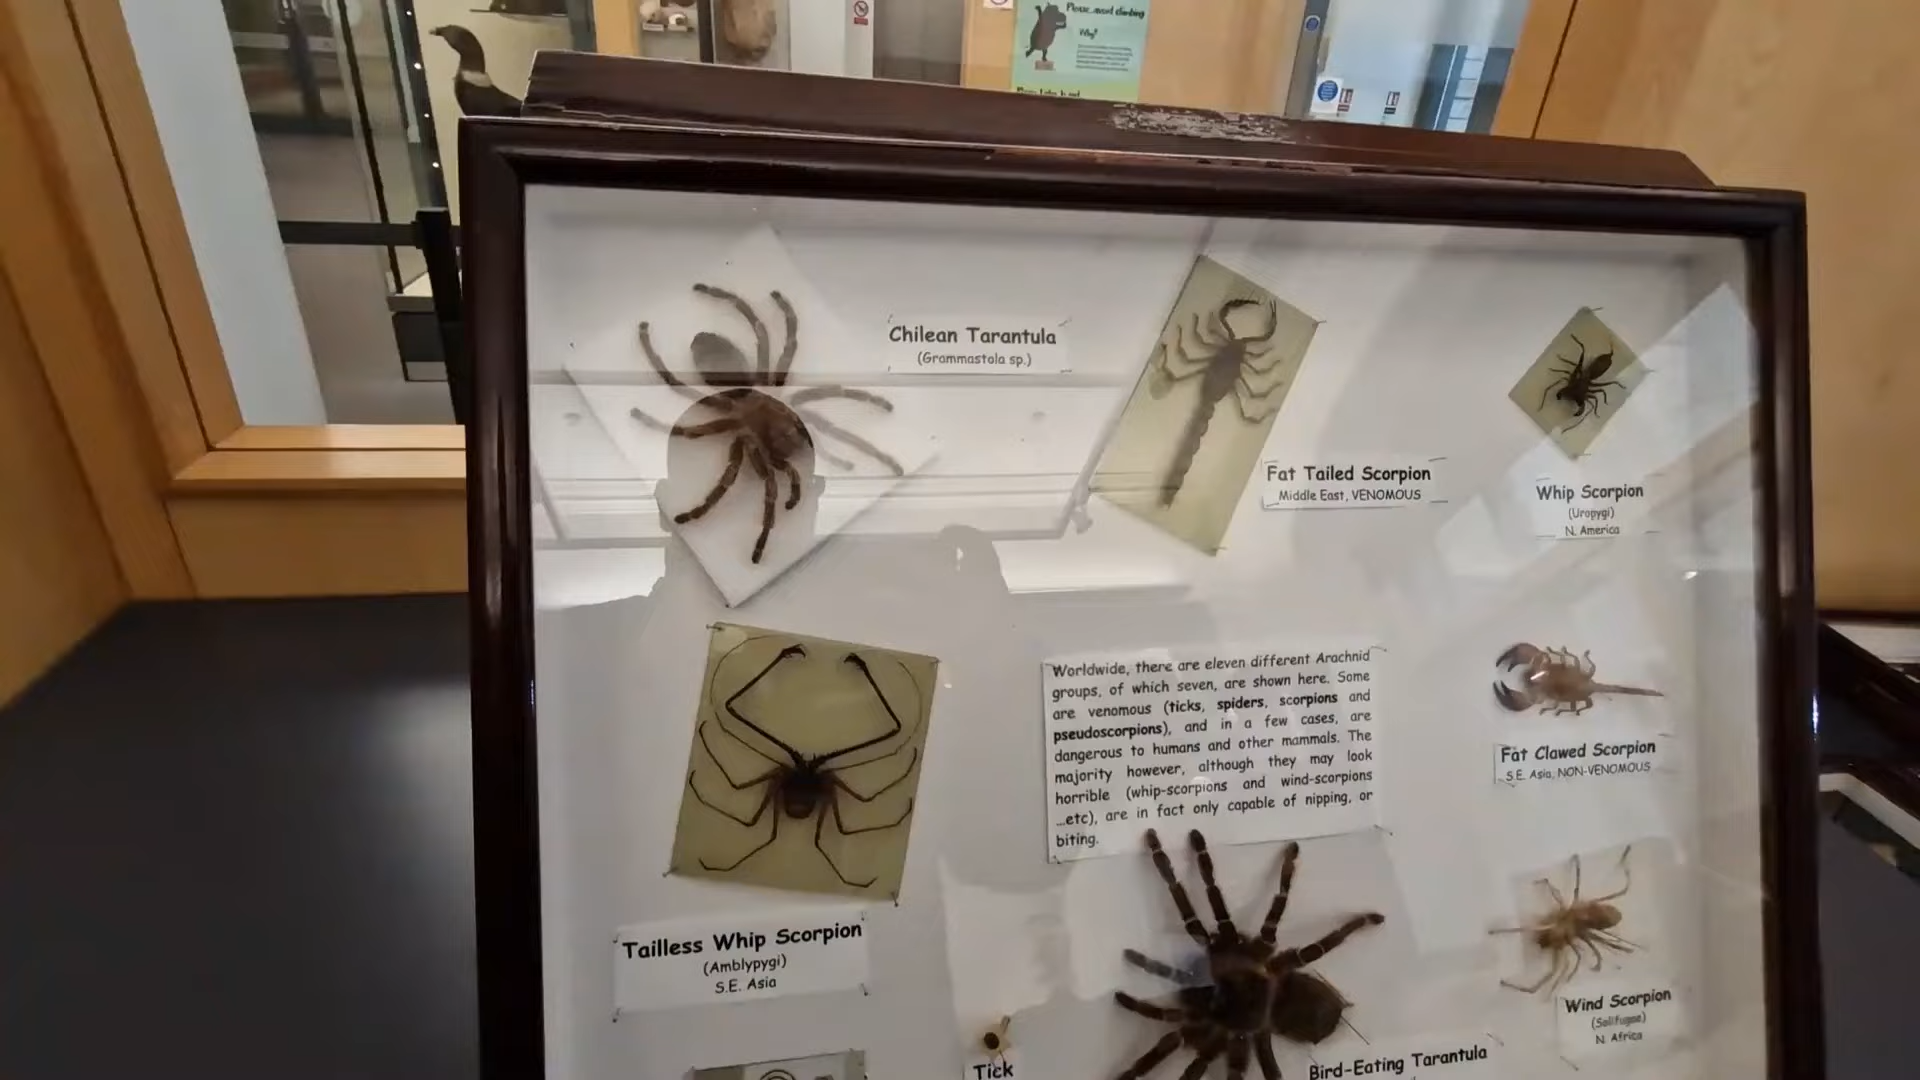 Please avoid climbing
Why?
Chilean Tarantula
(Grammastola sp.)
Fat Tailed Scorpion
Middle East, VENOMOUS
Whip Scorpion
(Uropygi)
N. America
Worldwide, there are eleven different Arachnid
groups, of which seven, are shown here. Some
are venomous (ticks, spiders, scorpions and
pseudoscorpions), and in a few cases, are
dangerous to humans and other mammals. The
majority however, although they may look
horrible (whip-scorpions and wind-scorpions
...etc), are in fact only capable of nipping, or
biting.
Fat Clawed Scorpion
S.E. Asia, NON-VENOMOUS
Tailless Whip Scorpion
(Amblypygi)
S.E. Asia
Wind Scorpion
(Solifugae)
N. Africa
Tick
Bird-Eating Tarantula